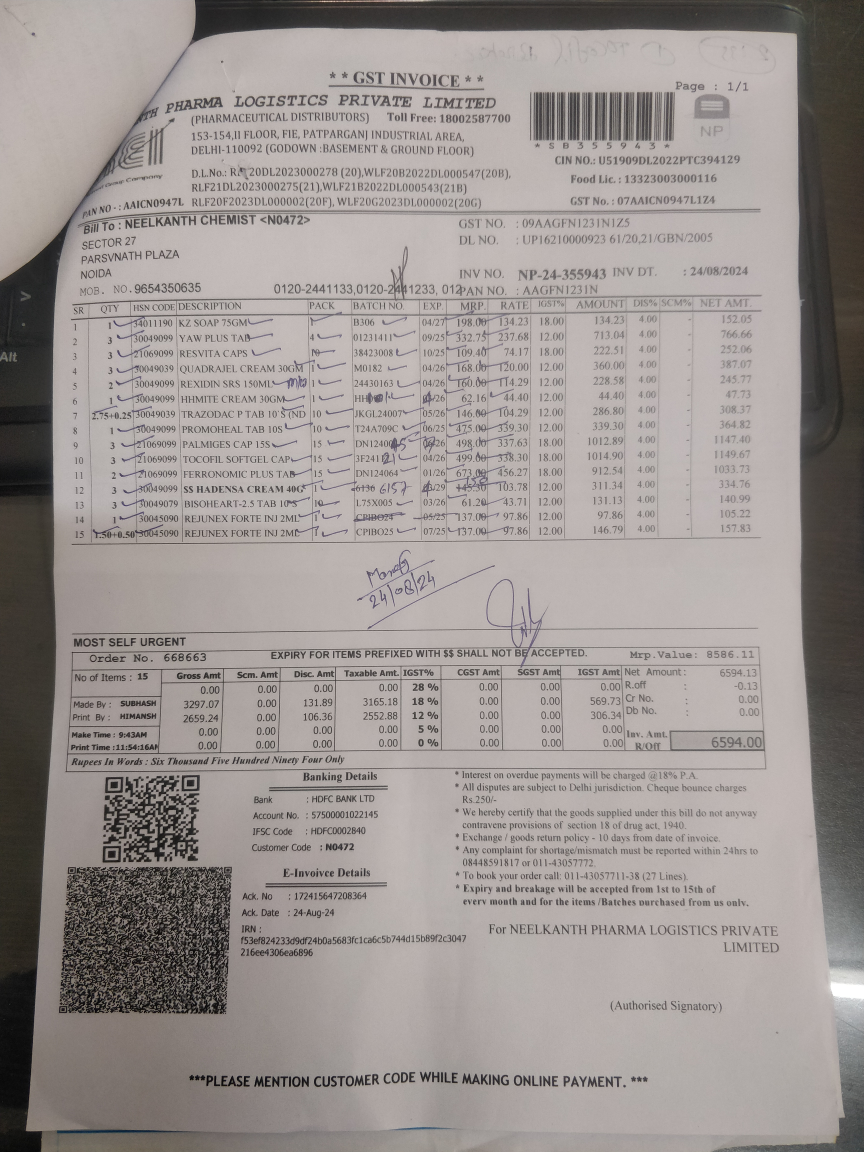 ** GST INVOICE **
Page : 1/1
PHARMA LOGISTICS PRIVATE LIMITED
(PHARMACEUTICAL DISTRIBUTORS) Toll Free: 18002587700
153-154,II FLOOR, FIE, PATPARGANJ INDUSTRIAL AREA,
DELHI-110092 (GODOWN :BASEMENT & GROUND FLOOR)
NP
*SB355943*
CIN NO.: U51909DL2022PTC394129
Food Lic. : 13323003000116
GST No. : 07AAICN0947L1Z4
Group Company
D.L.No.: RLF20DL2023000278 (20),WLF20B2022DL000547(20B),
RLF21DL2023000275(21),WLF21B2022DL000543(21B)
PAN NO - : AAICN0947L RLF20F2023DL000002(20F), WLF20G2023DL000002(20G)
Bill To : NEELKANTH CHEMIST <N0472>
SECTOR 27
PARSVNATH PLAZA
NOIDA
MOB. NO. 9654350635 0120-2441133,0120-2441233, 012
GST NO. : 09AAGFN1231N1Z5
DL NO. : UP16210000923 61/20,21/GBN/2005
INV NO. NP-24-355943 INV DT. : 24/08/2024
PAN NO. : AAGFN1231N
SR QTY HSN CODE DESCRIPTION PACK BATCH NO. EXP. MRP. RATE IGST% AMOUNT DIS% SCM% NET AMT.
1 1 34011190 KZ SOAP 75GM 1 B306 04/27 198.00 134.23 18.00 134.23 4.00 - 152.05
2 3 30049099 YAW PLUS TAB 4 01231411 09/25 332.75 237.68 12.00 713.04 4.00 - 766.66
3 3 21069099 RESVITA CAPS 10 38423008 10/25 109.40 74.17 18.00 222.51 4.00 - 252.06
4 3 30049039 QUADRAJEL CREAM 30GM 1 M0182 04/26 168.00 120.00 12.00 360.00 4.00 - 387.07
5 2 30049099 REXIDIN SRS 150ML 1 24430163 04/26 160.00 114.29 12.00 228.58 4.00 - 245.77
6 1 30049099 HHMITE CREAM 30GM 1 62.16 44.40 12.00 44.40 4.00 - 47.73
7 2.75+0.25 30049039 TRAZODAC P TAB 10'S (ND 10 JKGL24007 05/26 146.00 104.29 12.00 286.80 4.00 - 308.37
8 1 30049099 PROMOHEAL TAB 10S 10 T24A709C 06/25 475.00 339.30 12.00 339.30 4.00 - 364.82
9 3 21069099 PALMIGES CAP 15S 15 DN12400 498.00 337.63 18.00 1012.89 4.00 - 1147.40
10 3 21069099 TOCOFIL SOFTGEL CAP 15 3F241 04/26 499.00 338.30 18.00 1014.90 4.00 - 1149.67
11 2 21069099 FERRONOMIC PLUS TAB 15 DN124064 01/26 673.00 456.27 18.00 912.54 4.00 - 1033.73
12 3 30049099 $$ HADENSA CREAM 40G 1 6136 6157 03/29 145.30 150 103.78 12.00 311.34 4.00 - 334.76
13 3 30049079 BISOHEART-2.5 TAB 10'S 10 L75X005 03/26 61.20 43.71 12.00 131.13 4.00 - 140.99
14 1 30045090 REJUNEX FORTE INJ 2ML 1 CPIBO24 05/25 137.00 97.86 12.00 97.86 4.00 - 105.22
15 1.50+0.50 30045090 REJUNEX FORTE INJ 2ML 1 CPIBO25 07/25 137.00 97.86 12.00 146.79 4.00 - 157.83
24/08/24
MOST SELF URGENT
Order No. 668663 EXPIRY FOR ITEMS PREFIXED WITH $$ SHALL NOT BE ACCEPTED. Mrp.Value: 8586.11
No of Items : 15 Gross Amt Scm. Amt Disc. Amt Taxable Amt. IGST% CGST Amt SGST Amt IGST Amt Net Amount: 6594.13
0.00 0.00 0.00 0.00 28 % 0.00 0.00 0.00 R.off : -0.13
Made By : SUBHASH 3297.07 0.00 131.89 3165.18 18 % 0.00 0.00 569.73 Cr No. : 0.00
Print By : HIMANSH 2659.24 0.00 106.36 2552.88 12 % 0.00 0.00 306.34 Db No. : 0.00
Make Time : 9:43AM 0.00 0.00 0.00 0.00 5 % 0.00 0.00 0.00
Print Time :11:54:16AM 0.00 0.00 0.00 0.00 0 % 0.00 0.00 0.00 Inv. Amt. R/Off 6594.00
Rupees In Words : Six Thousand Five Hundred Ninety Four Only
Banking Details
Bank : HDFC BANK LTD
Account No. : 57500001022145
IFSC Code : HDFC0002840
Customer Code : N0472
E-Invoivce Details
Ack. No : 172415647208364
Ack. Date : 24-Aug-24
IRN :
f53ef824233d9df24b0a5683fc1ca6c5b744d15b89f2c3047
216ee4306ea6896
* Interest on overdue payments will be charged @18% P.A.
* All disputes are subject to Delhi jurisdiction. Cheque bounce charges
Rs.250/-
* We hereby certify that the goods supplied under this bill do not anyway
contravene provisions of section 18 of drug act, 1940.
* Exchange / goods return policy - 10 days from date of invoice.
* Any complaint for shortage/mismatch must be reported within 24hrs to
08448591817 or 011-43057772.
* To book your order call: 011-43057711-38 (27 Lines).
* Expiry and breakage will be accepted from 1st to 15th of
every month and for the items /Batches purchased from us only.
For NEELKANTH PHARMA LOGISTICS PRIVATE
LIMITED
(Authorised Signatory)
***PLEASE MENTION CUSTOMER CODE WHILE MAKING ONLINE PAYMENT. ***
Alt